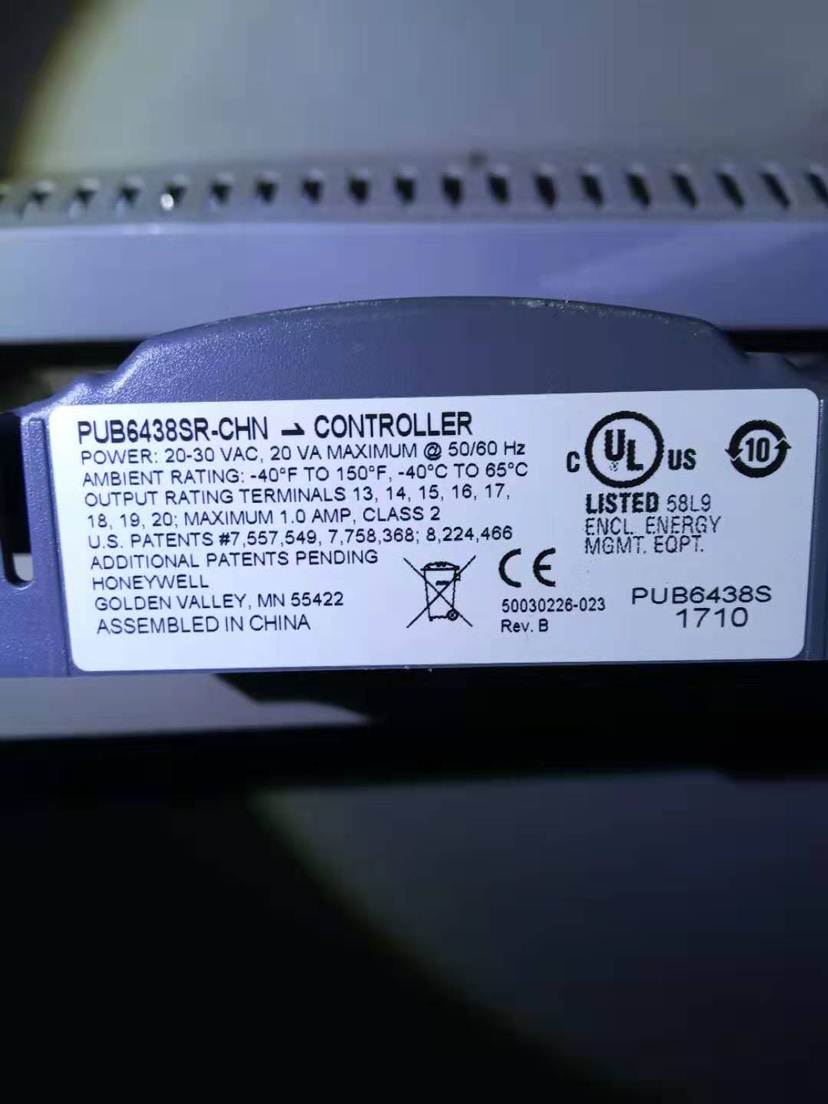 PUB6438SR-CHN CONTROLLER
POWER: 20-30 VAC, 20 VA MAXIMUM @ 50/60 Hz
AMBIENT RATING: -40°F TO 150°F, -40°C TO 65°C
OUTPUT RATING TERMINALS 13, 14, 15, 16, 17,
18, 19, 20; MAXIMUM 1.0 AMP, CLASS 2
U.S. PATENTS #7,557,549, 7,758,368; 8,224,466
ADDITIONAL PATENTS PENDING
HONEYWELL
GOLDEN VALLEY, MN 55422
ASSEMBLED IN CHINA
CE
50030226-023
Rev. B
C UL US
10
LISTED 58L9
ENCL. ENERGY
MGMT. EQPT.
PUB6438S
1710